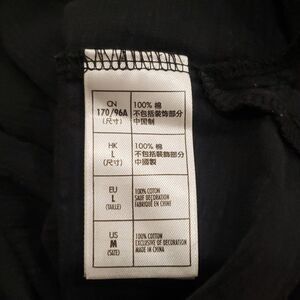 CN
170/96A
(尺寸)
100% 棉
不包括装饰部分
中国制
HK
L
(尺寸)
100% 棉
不包括裝飾部分
中國製
EU
L
(TAILLE)
100% COTON
SAUF DECORATION
FABRIQUÉ EN CHINE
US
M
(SIZE)
100% COTTON
EXCLUSIVE OF DECORATION
MADE IN CHINA